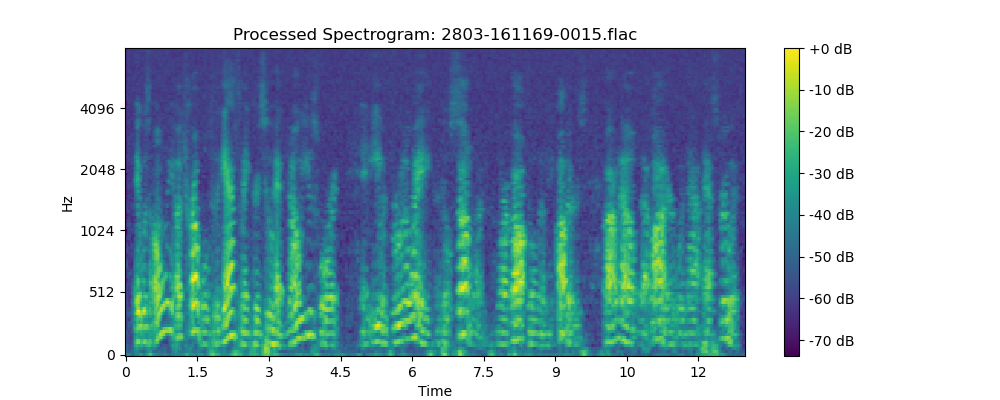 Processed Spectrogram: 2803-161169-0015.flac
Hz
4096
2048
1024
512
0
0 1.5 3 4.5 6 7.5 9 10 12
Time
+0 dB
-10 dB
-20 dB
-30 dB
-40 dB
-50 dB
-60 dB
-70 dB